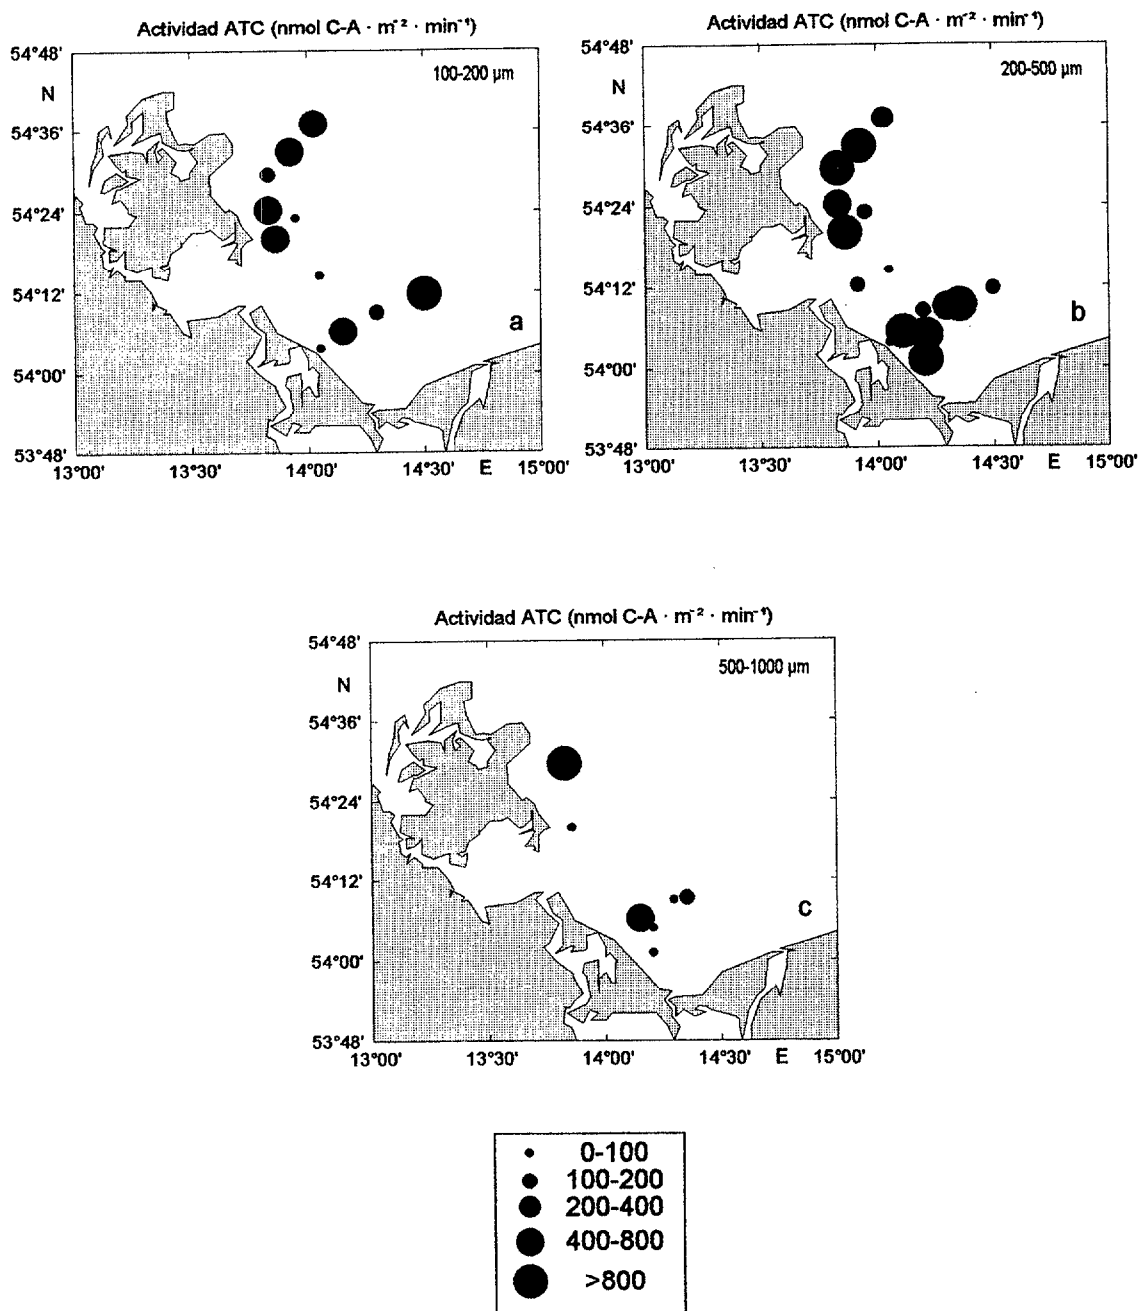 Actividad ATC (nmol C-A · m⁻² · min⁻¹)
54°48'
N
100-200 µm
54°36'
54°24'
54°12'
a
54°00'
53°48'
13°00' 13°30' 14°00' 14°30' E 15°00'
Actividad ATC (nmol C-A · m⁻² · min⁻¹)
54°48'
N
200-500 µm
54°36'
54°24'
54°12'
b
54°00'
53°48'
13°00' 13°30' 14°00' 14°30' E 15°00'
Actividad ATC (nmol C-A · m⁻² · min⁻¹)
54°48'
N
500-1000 µm
54°36'
54°24'
54°12'
c
54°00'
53°48'
13°00' 13°30' 14°00' 14°30' E 15°00'
0-100
100-200
200-400
400-800
>800